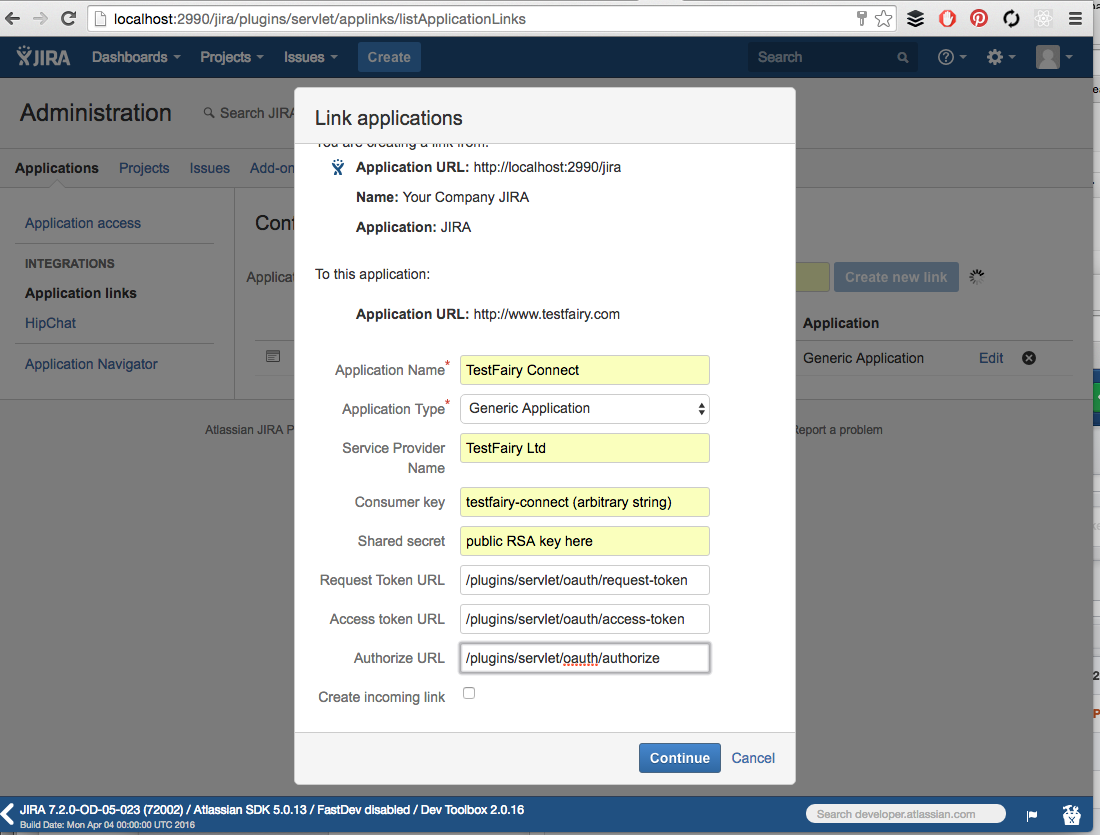 localhost:2990/jira/plugins/servlet/applinks/listApplicationLinks
JIRA Dashboards Projects Issues Create Search
Administration Search JIRA
Link applications
You are creating a link from:
Applications Projects Issues Add-on
Application URL: http://localhost:2990/jira
Name: Your Company JIRA
Application: JIRA
Application access
Conf
INTEGRATIONS
Application links
HipChat
Application Navigator
Applicat
Create new link
To this application:
Application URL: http://www.testfairy.com
Application
Generic Application Edit
Application Name* TestFairy Connect
Application Type* Generic Application
Service Provider Name TestFairy Ltd
Consumer key testfairy-connect (arbitrary string)
Shared secret public RSA key here
Request Token URL /plugins/servlet/oauth/request-token
Access token URL /plugins/servlet/oauth/access-token
Authorize URL /plugins/servlet/oauth/authorize
Create incoming link
Atlassian JIRA P
Report a problem
Continue Cancel
JIRA 7.2.0-OD-05-023 (72002) / Atlassian SDK 5.0.13 / FastDev disabled / Dev Toolbox 2.0.16
Build Date: Mon Apr 04 00:00:00 UTC 2016
Search developer.atlassian.com